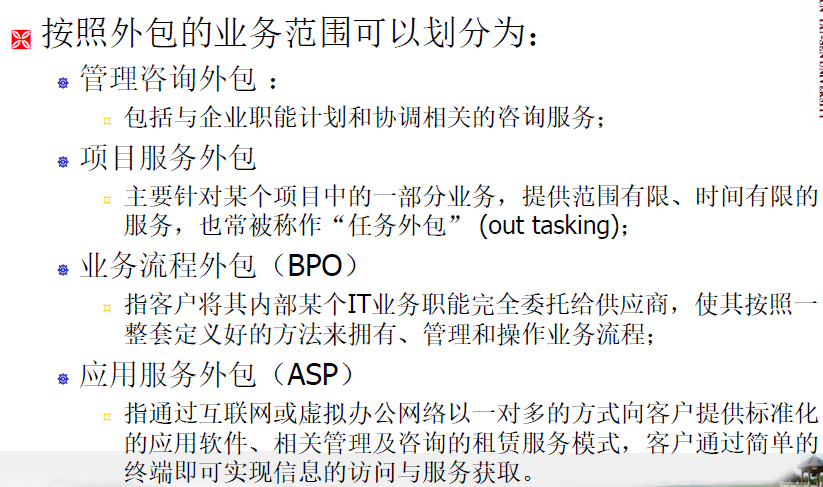 按照外包的业务范围可以划分为：
管理咨询外包 ：
包括与企业职能计划和协调相关的咨询服务；
项目服务外包
主要针对某个项目中的一部分业务，提供范围有限、时间有限的
服务，也常被称作“任务外包” (out tasking)；
业务流程外包（BPO）
指客户将其内部某个IT业务职能完全委托给供应商，使其按照一
整套定义好的方法来拥有、管理和操作业务流程；
应用服务外包（ASP）
指通过互联网或虚拟办公网络以一对多的方式向客户提供标准化
的应用软件、相关管理及咨询的租赁服务模式，客户通过简单的
终端即可实现信息的访问与服务获取。